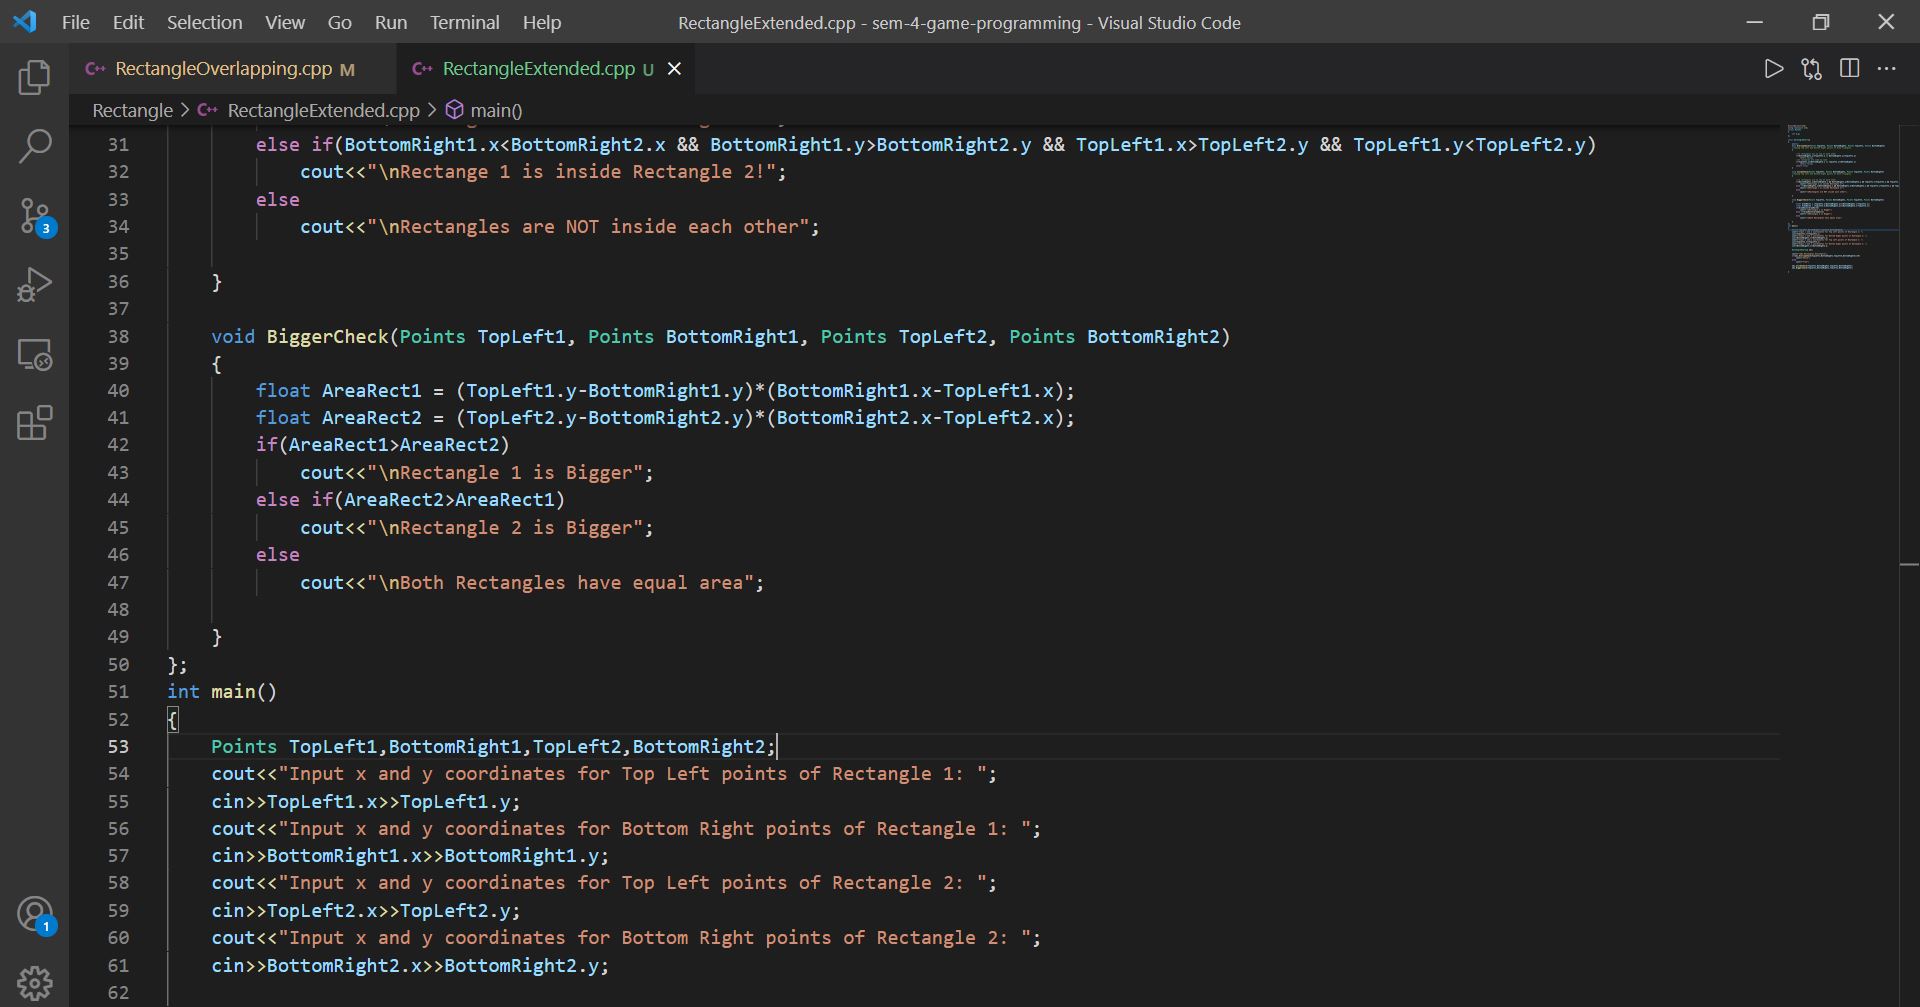 File Edit Selection View Go Run Terminal Help RectangleExtended.cpp - sem-4-game-programming - Visual Studio Code
C++ RectangleOverlapping.cpp M C++ RectangleExtended.cpp U
Rectangle > C++ RectangleExtended.cpp > main()
31 else if(BottomRight1.x<BottomRight2.x && BottomRight1.y>BottomRight2.y && TopLeft1.x>TopLeft2.y && TopLeft1.y<TopLeft2.y)
32 cout<<"\nRectange 1 is inside Rectangle 2!";
33 else
34 cout<<"\nRectangles are NOT inside each other";
35
36 }
37
38 void BiggerCheck(Points TopLeft1, Points BottomRight1, Points TopLeft2, Points BottomRight2)
39 {
40 float AreaRect1 = (TopLeft1.y-BottomRight1.y)*(BottomRight1.x-TopLeft1.x);
41 float AreaRect2 = (TopLeft2.y-BottomRight2.y)*(BottomRight2.x-TopLeft2.x);
42 if(AreaRect1>AreaRect2)
43 cout<<"\nRectangle 1 is Bigger";
44 else if(AreaRect2>AreaRect1)
45 cout<<"\nRectangle 2 is Bigger";
46 else
47 cout<<"\nBoth Rectangles have equal area";
48
49 }
50 };
51 int main()
52 {
53 Points TopLeft1,BottomRight1,TopLeft2,BottomRight2;
54 cout<<"Input x and y coordinates for Top Left points of Rectangle 1: ";
55 cin>>TopLeft1.x>>TopLeft1.y;
56 cout<<"Input x and y coordinates for Bottom Right points of Rectangle 1: ";
57 cin>>BottomRight1.x>>BottomRight1.y;
58 cout<<"Input x and y coordinates for Top Left points of Rectangle 2: ";
59 cin>>TopLeft2.x>>TopLeft2.y;
60 cout<<"Input x and y coordinates for Bottom Right points of Rectangle 2: ";
61 cin>>BottomRight2.x>>BottomRight2.y;
62
3
1